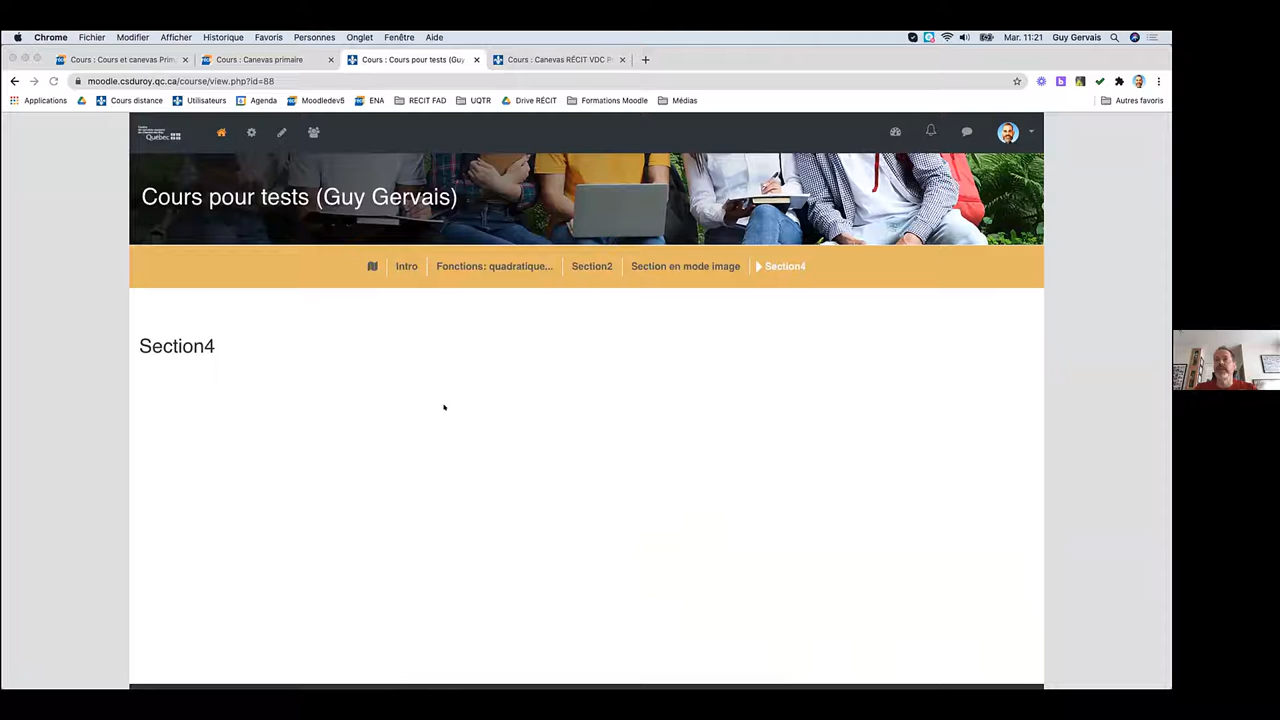 Chrome Fichier Modifier Afficher Historique Favoris Personnes Onglet Fenêtre Aide Mar. 11:21 Guy Gervais
Cours : Cours et canevas Prim Cours : Canevas primaire Cours : Cours pour tests (Guy Cours : Canevas RÉCIT VDC P
moodle.csduroy.qc.ca/course/view.php?id=88
Applications Cours distance Utilisateurs Agenda Moodledev5 ENA RECIT FAD UQTR Drive RÉCIT Formations Moodle Médias Autres favoris
Québec
Cours pour tests (Guy Gervais)
Intro Fonctions: quadratique... Section2 Section en mode image Section4
Section4